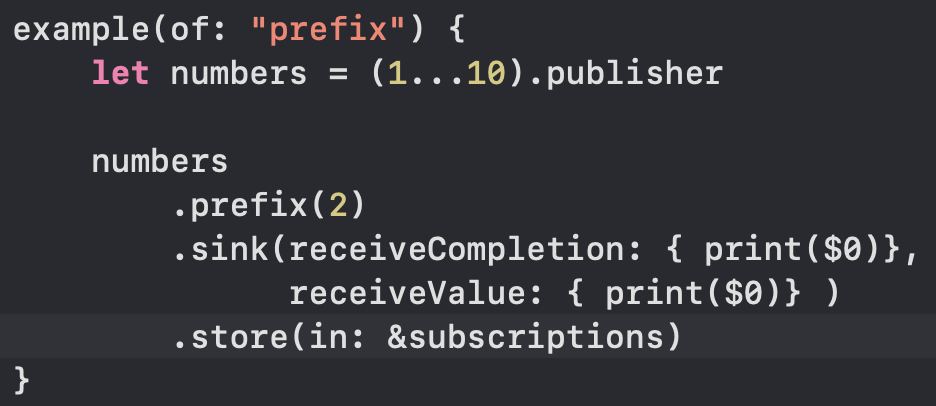 example(of: "prefix") {
    let numbers = (1...10).publisher

    numbers
        .prefix(2)
        .sink(receiveCompletion: { print($0)},
              receiveValue: { print($0)} )
        .store(in: &subscriptions)
}